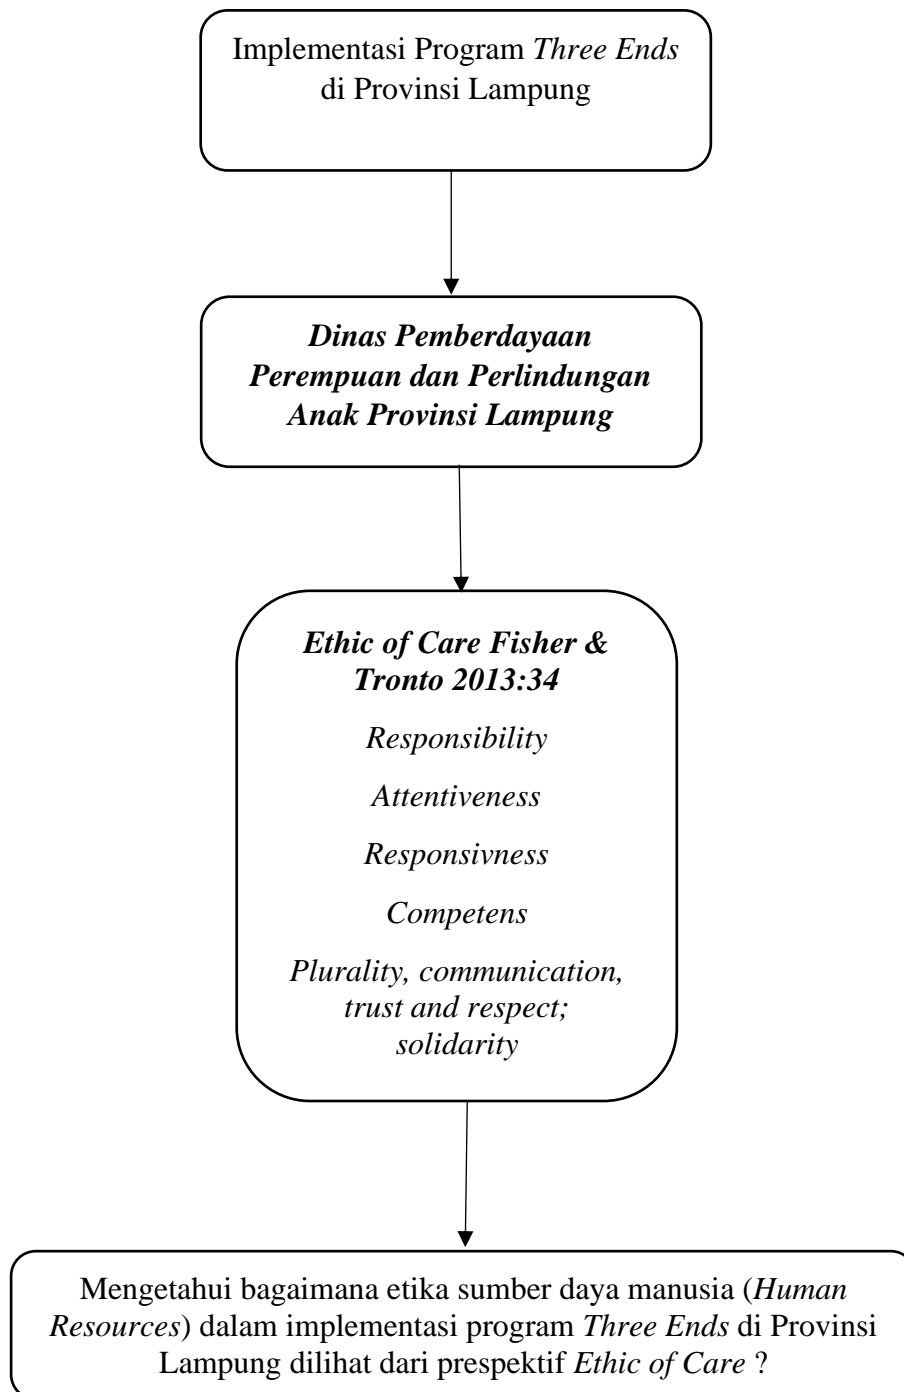 Implementasi Program Three Ends
di Provinsi Lampung
Dinas Pemberdayaan
Perempuan dan Perlindungan
Anak Provinsi Lampung
Ethic of Care Fisher &
Tronto 2013:34
Responsibility
Attentiveness
Responsivness
Competens
Plurality, communication,
trust and respect;
solidarity
Mengetahui bagaimana etika sumber daya manusia (Human
Resources) dalam implementasi program Three Ends di Provinsi
Lampung dilihat dari prespektif Ethic of Care ?